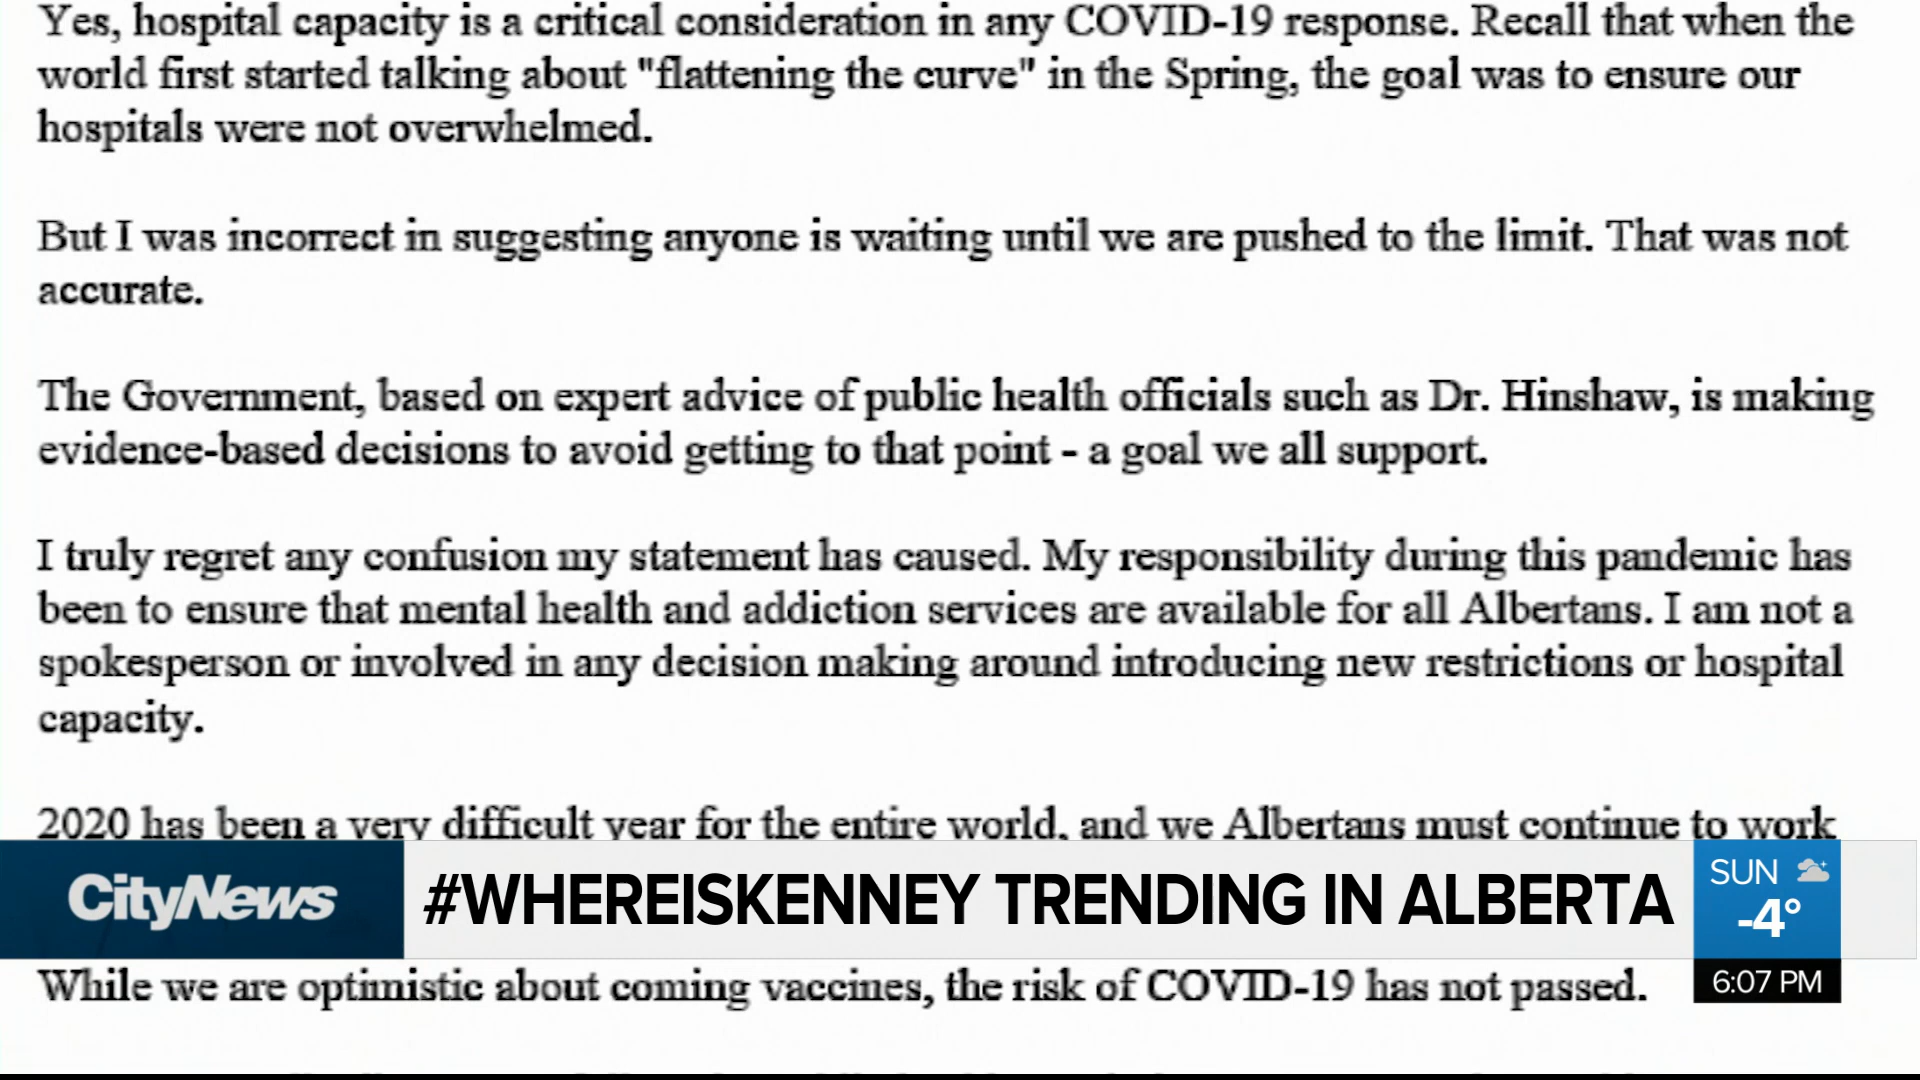 Yes, hospital capacity is a critical consideration in any COVID-19 response. Recall that when the
world first started talking about "flattening the curve" in the Spring, the goal was to ensure our
hospitals were not overwhelmed.
But I was incorrect in suggesting anyone is waiting until we are pushed to the limit. That was not
accurate.
The Government, based on expert advice of public health officials such as Dr. Hinshaw, is making
evidence-based decisions to avoid getting to that point - a goal we all support.
I truly regret any confusion my statement has caused. My responsibility during this pandemic has
been to ensure that mental health and addiction services are available for all Albertans. I am not a
spokesperson or involved in any decision making around introducing new restrictions or hospital
capacity.
2020 has been a very difficult year for the entire world, and we Albertans must continue to work
CityNews
#WHEREISKENNEY TRENDING IN ALBERTA
SUN
-4°
6:07 PM
While we are optimistic about coming vaccines, the risk of COVID-19 has not passed.